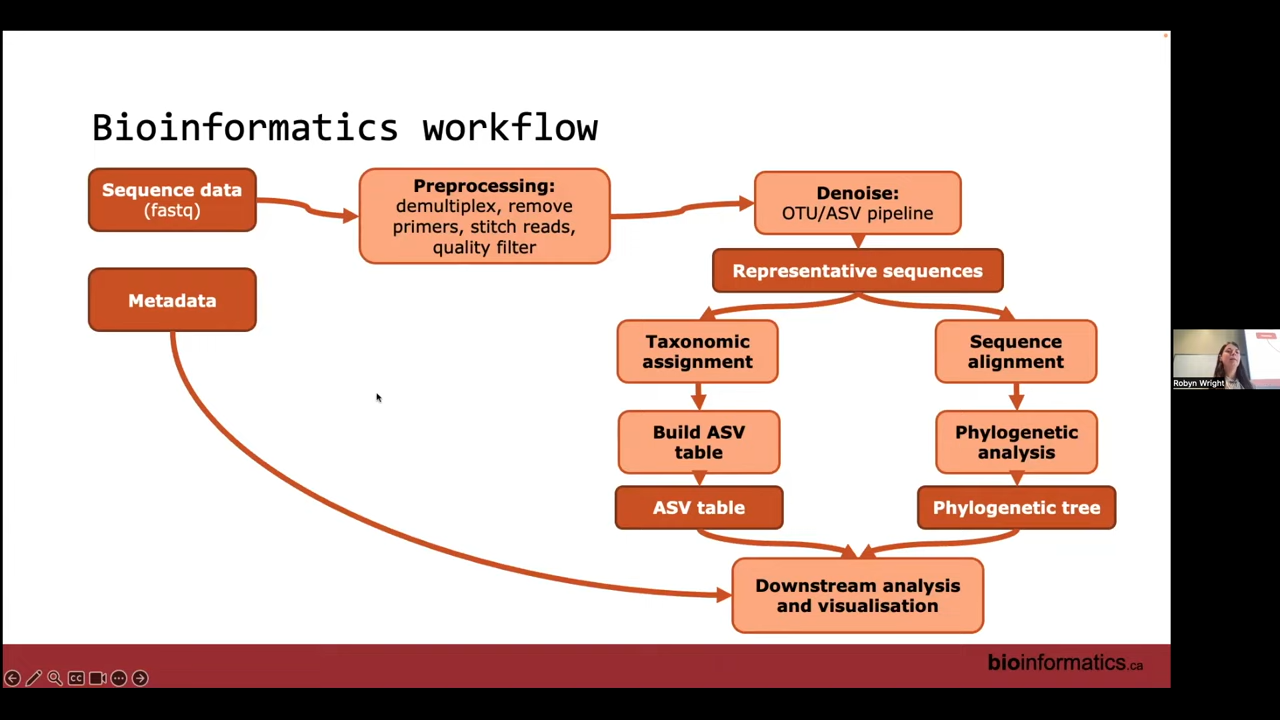 Bioinformatics workflow
Sequence data
(fastq)
Preprocessing:
demultiplex, remove
primers, stitch reads,
quality filter
Denoise:
OTU/ASV pipeline
Representative sequences
Metadata
Taxonomic
assignment
Sequence
alignment
Build ASV
table
Phylogenetic
analysis
ASV table
Phylogenetic tree
Downstream analysis
and visualisation
bioinformatics.ca
CC
Robyn Wright